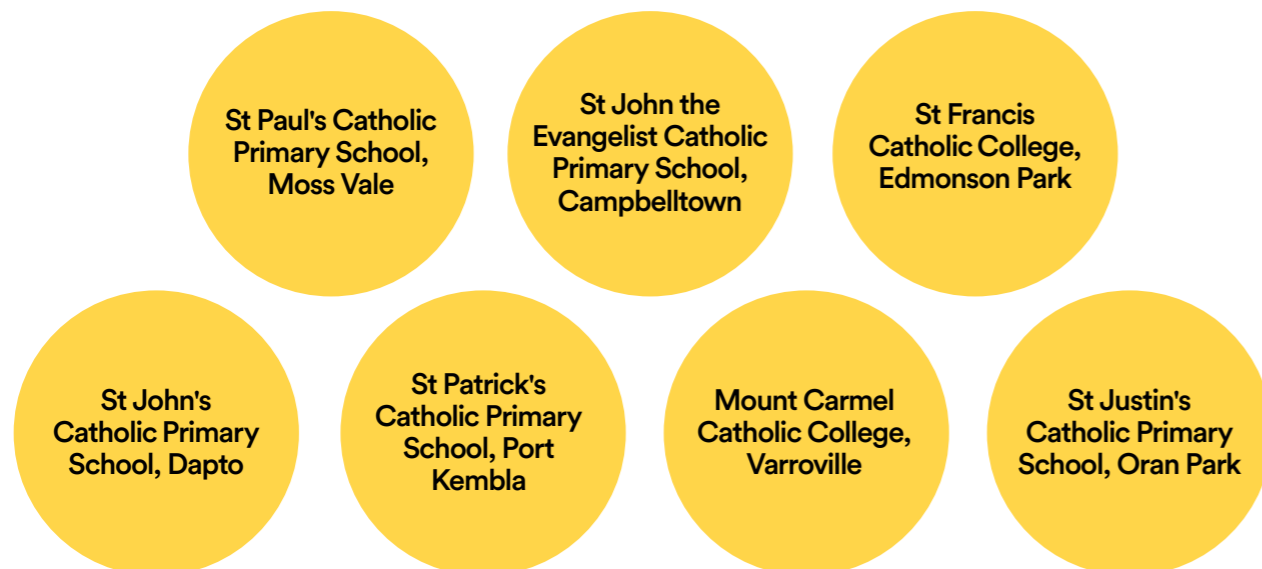 St Paul's Catholic
Primary School,
Moss Vale
St John the
Evangelist Catholic
Primary School,
Campbelltown
St Francis
Catholic College,
Edmonson Park
St John's
Catholic Primary
School, Dapto
St Patrick's
Catholic Primary
School, Port
Kembla
Mount Carmel
Catholic College,
Varroville
St Justin's
Catholic Primary
School, Oran Park